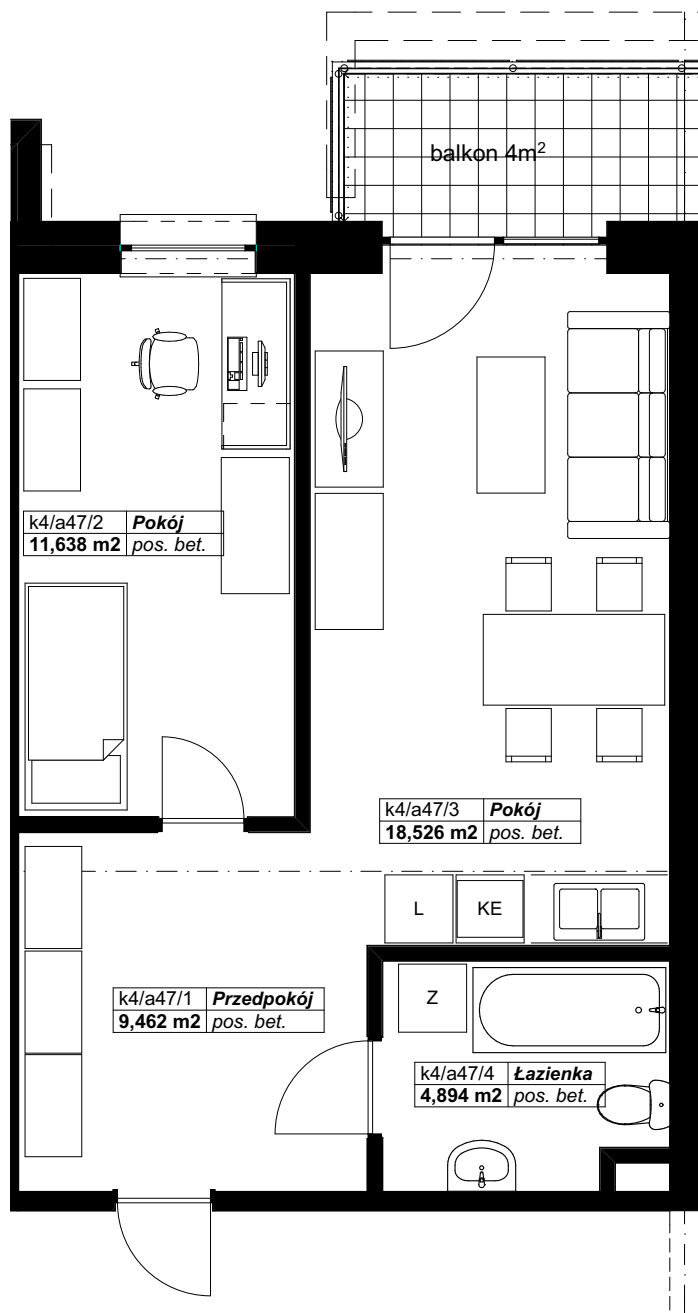 balkon 4m²
k4/a47/2 Pokój
11,638 m2 pos. bet.
k4/a47/3 Pokój
18,526 m2 pos. bet.
L KE
k4/a47/1 Przedpokój
9,462 m2 pos. bet.
Z
k4/a47/4 Łazienka
4,894 m2 pos. bet.